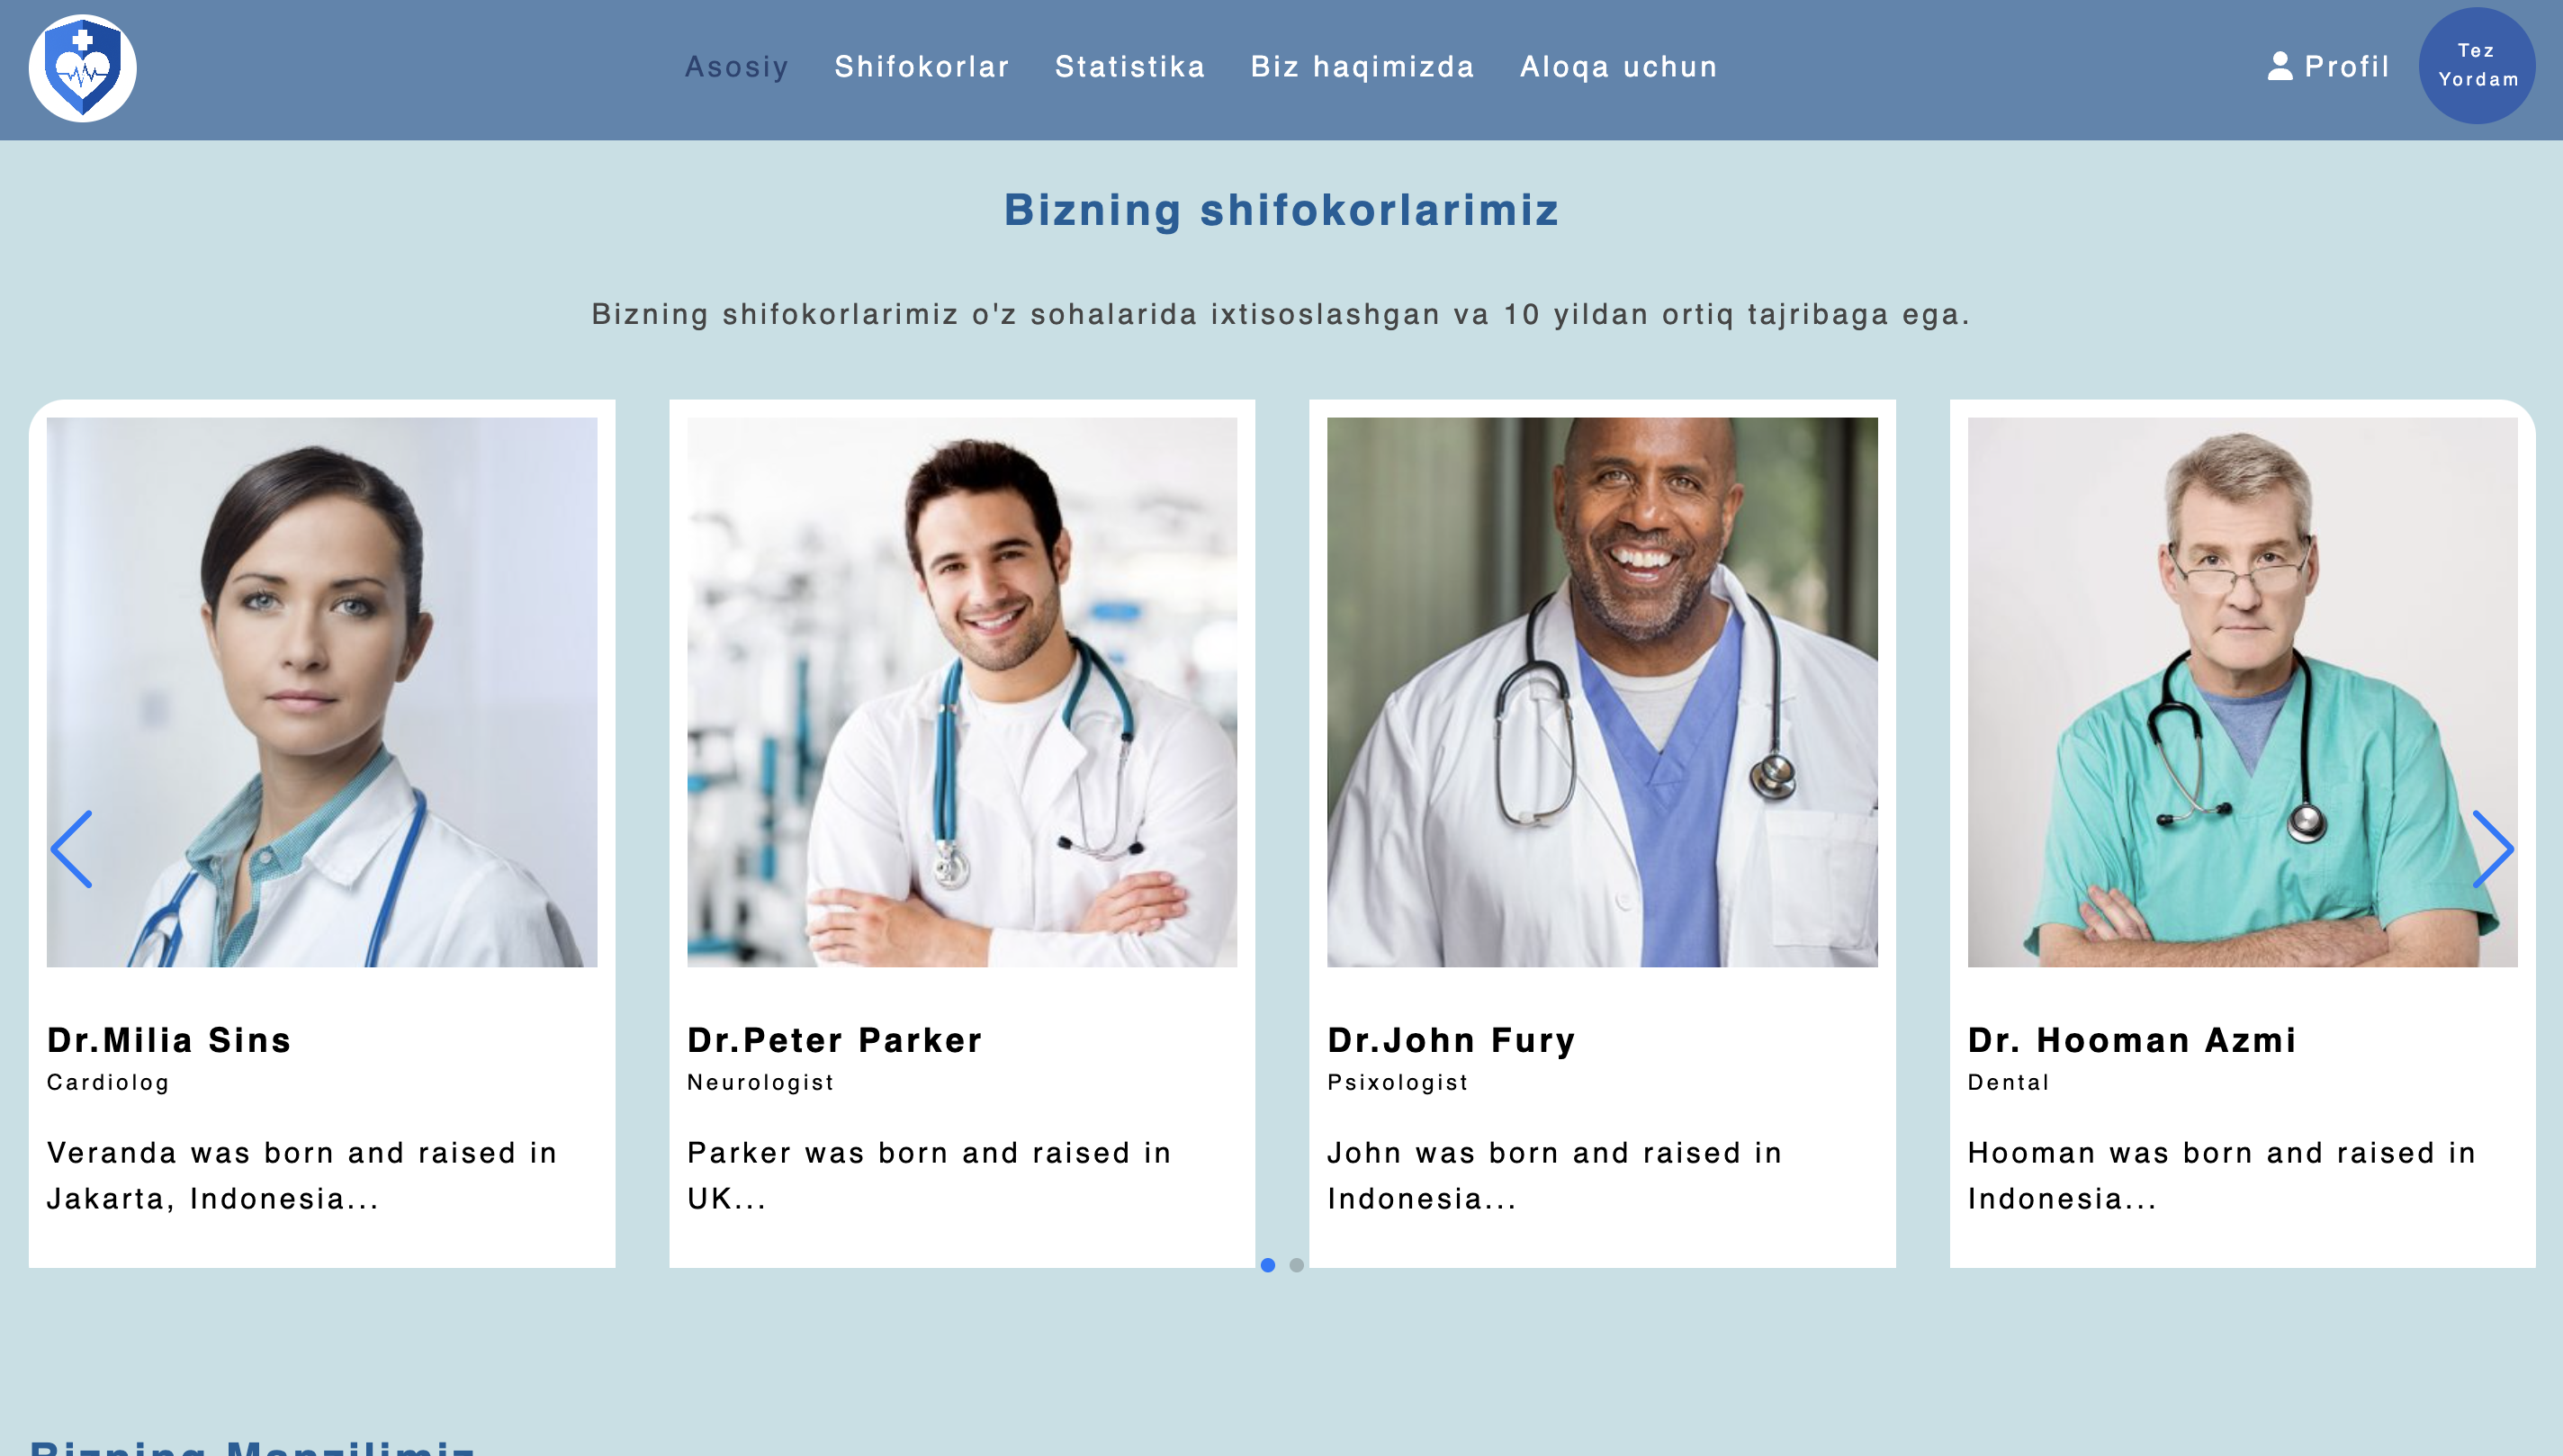 Asosiy Shifokorlar Statistika Biz haqimizda Aloqa uchun Profil Tez
Yordam
Bizning shifokorlarimiz
Bizning shifokorlarimiz o'z sohalarida ixtisoslashgan va 10 yildan ortiq tajribaga ega.
Dr.Milia Sins
Cardiolog
Veranda was born and raised in
Jakarta, Indonesia...
Dr.Peter Parker
Neurologist
Parker was born and raised in
UK...
Dr.John Fury
Psixologist
John was born and raised in
Indonesia...
Dr. Hooman Azmi
Dental
Hooman was born and raised in
Indonesia...
Bizning Manzilimiz